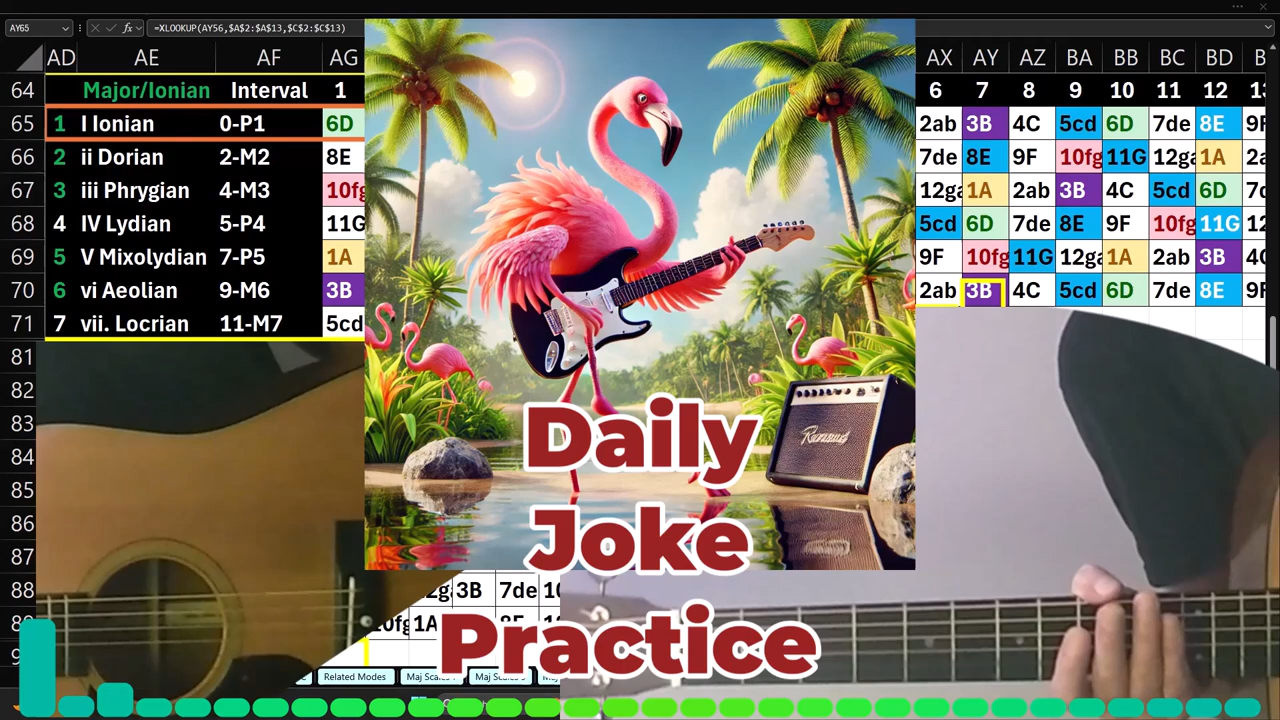 AY65 fx =XLOOKUP(AY56,$A$2:$A$13,$C$2:$C$13)
AD AE AF AG AX AY AZ BA BB BC BD
64 Major/Ionian Interval 1 6 7 8 9 10 11 12 13
65 1 I Ionian 0-P1 6D 2ab 3B 4C 5cd 6D 7de 8E 9F
66 2 ii Dorian 2-M2 8E 7de 8E 9F 10fg 11G 12ga 1A
67 3 iii Phrygian 4-M3 10fg 12ga 1A 2ab 3B 4C 5cd 6D
68 4 IV Lydian 5-P4 11G 5cd 6D 7de 8E 9F 10fg 11G
69 5 V Mixolydian 7-P5 1A 9F 10fg 11G 12ga 1A 2ab 3B
70 6 vi Aeolian 9-M6 3B 2ab 3B 4C 5cd 6D 7de 8E 9F
71 7 vii. Locrian 11-M7 5cd
81
82
83
84
85
86
87
88 3B 7de
1A
Daily
Joke
Practice
Related Modes Maj Scales